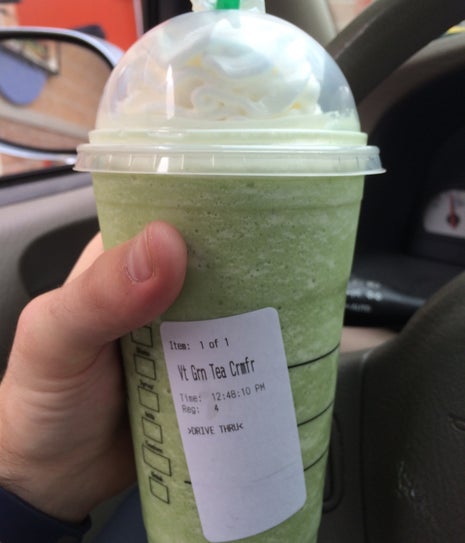 Item: 1 of 1
Vt Grn Tea Crmfr
Time: 12:48:10 PM
Reg: 4
>DRIVE THRU<